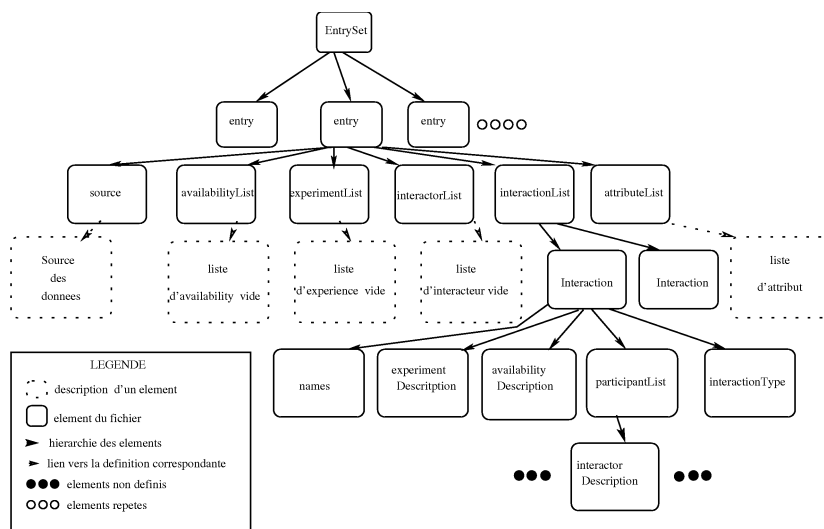 EntrySet
entry
entry
entry
source
availabilityList
experimentList
interactorList
interactionList
attributeList
Source
des
donnees
liste
d'availability vide
liste
d'experience vide
liste
d'interacteur vide
Interaction
Interaction
liste
d'attribut
names
experiment
Descritption
availability
Description
participantList
interactionType
interactor
Description
LEGENDE
description d'un element
element du fichier
hierarchie des elements
lien vers la definition correspondante
elements non definis
elements repetes